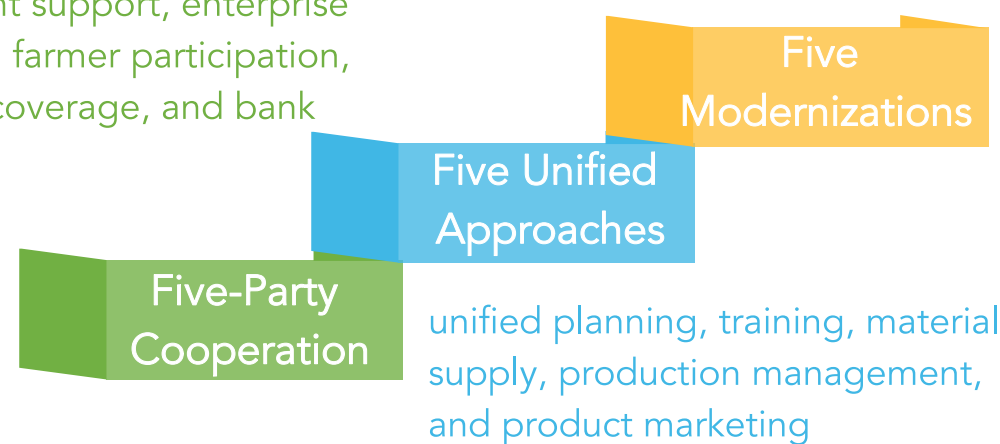 support, enterprise
farmer participation,
coverage, and bank
Five
Modernizations
Five Unified
Approaches
Five-Party
Cooperation
unified planning, training, material
supply, production management,
and product marketing